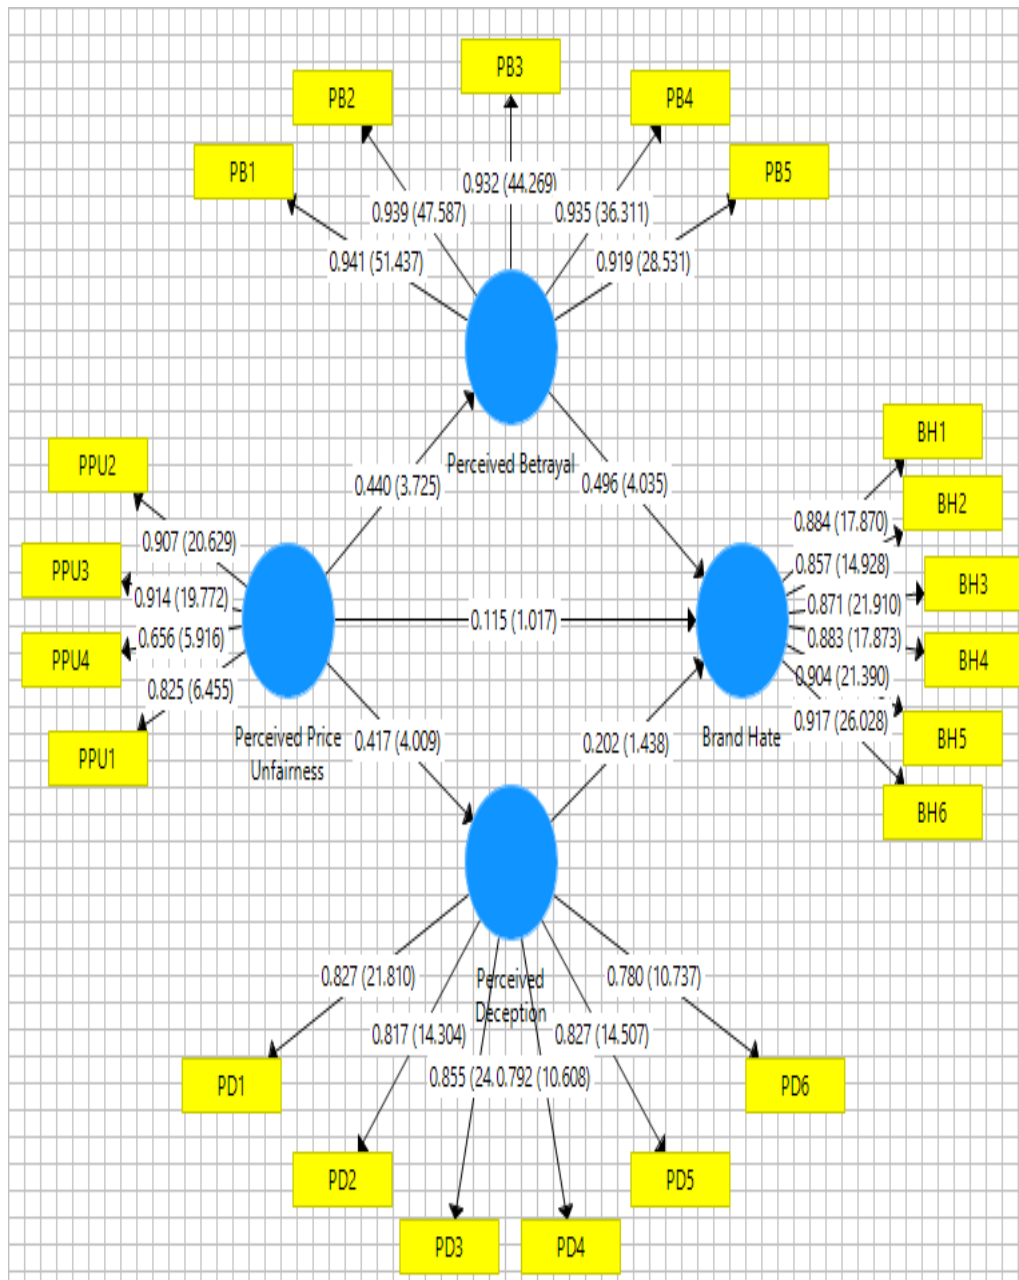 PB3
PB2
PB4
PB1
PB5
0.932 (44.269)
0.939 (47.587)
0.935 (36.311)
0.941 (51.437)
0.919 (28.531)
Perceived Betrayal
0.440 (3.725)
0.496 (4.035)
PPU2
PPU3
PPU4
PPU1
0.907 (20.629)
0.914 (19.772)
0.656 (5.916)
0.825 (6.455)
Perceived Price
Unfairness
0.115 (1.017)
0.417 (4.009)
0.202 (1.438)
Brand Hate
BH1
BH2
BH3
BH4
BH5
BH6
0.884 (17.870)
0.857 (14.928)
0.871 (21.910)
0.883 (17.873)
0.904 (21.390)
0.917 (26.028)
Perceived
Deception
0.827 (21.810)
0.780 (10.737)
0.817 (14.304)
0.827 (14.507)
0.855 (24.
0.792 (10.608)
PD1
PD6
PD2
PD5
PD3
PD4